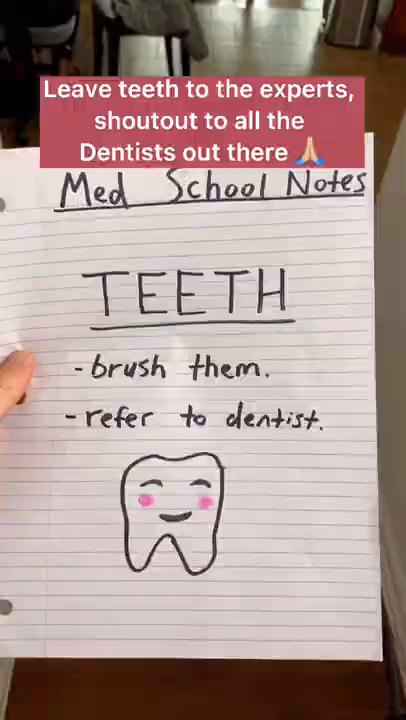 Leave teeth to the experts,
shoutout to all the
Dentists out there 🙏🏼
Med School Notes
TEETH
-brush them.
-refer to dentist.